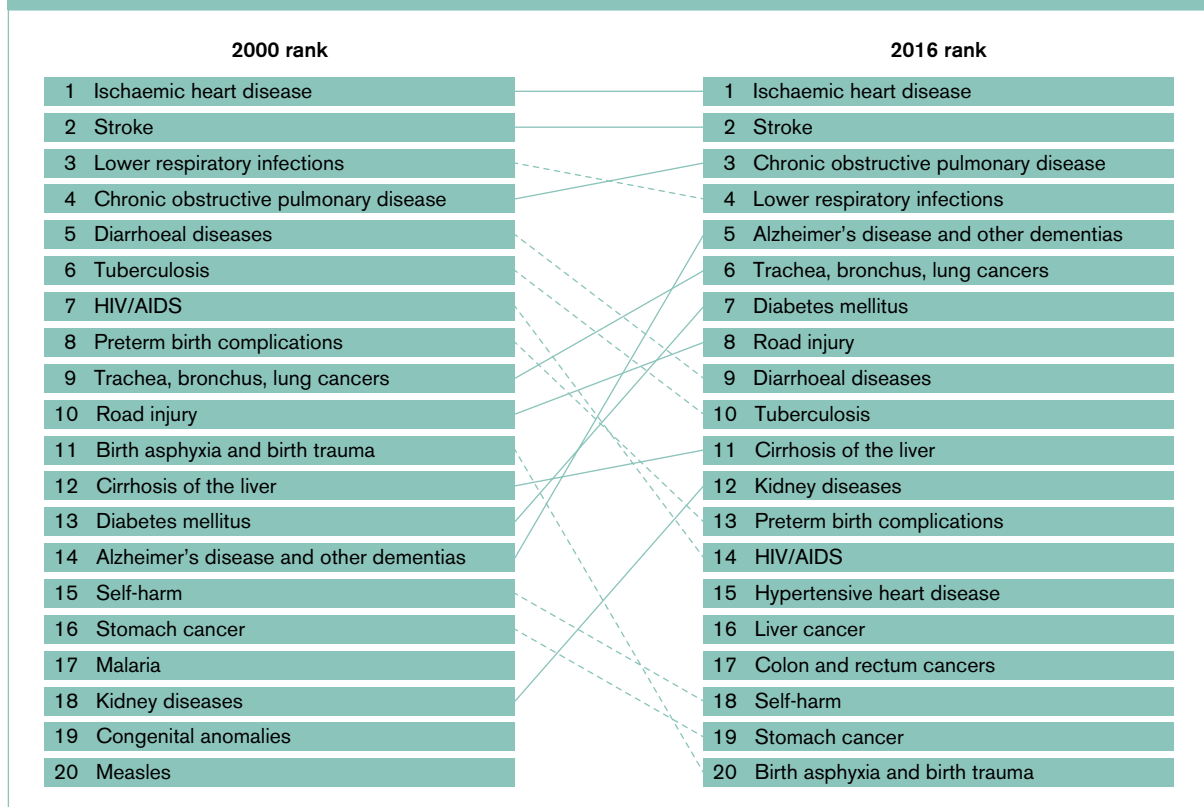 2000 rank
1 Ischaemic heart disease
2 Stroke
3 Lower respiratory infections
4 Chronic obstructive pulmonary disease
5 Diarrhoeal diseases
6 Tuberculosis
7 HIV/AIDS
8 Preterm birth complications
9 Trachea, bronchus, lung cancers
10 Road injury
11 Birth asphyxia and birth trauma
12 Cirrhosis of the liver
13 Diabetes mellitus
14 Alzheimer’s disease and other dementias
15 Self-harm
16 Stomach cancer
17 Malaria
18 Kidney diseases
19 Congenital anomalies
20 Measles
2016 rank
1 Ischaemic heart disease
2 Stroke
3 Chronic obstructive pulmonary disease
4 Lower respiratory infections
5 Alzheimer’s disease and other dementias
6 Trachea, bronchus, lung cancers
7 Diabetes mellitus
8 Road injury
9 Diarrhoeal diseases
10 Tuberculosis
11 Cirrhosis of the liver
12 Kidney diseases
13 Preterm birth complications
14 HIV/AIDS
15 Hypertensive heart disease
16 Liver cancer
17 Colon and rectum cancers
18 Self-harm
19 Stomach cancer
20 Birth asphyxia and birth trauma